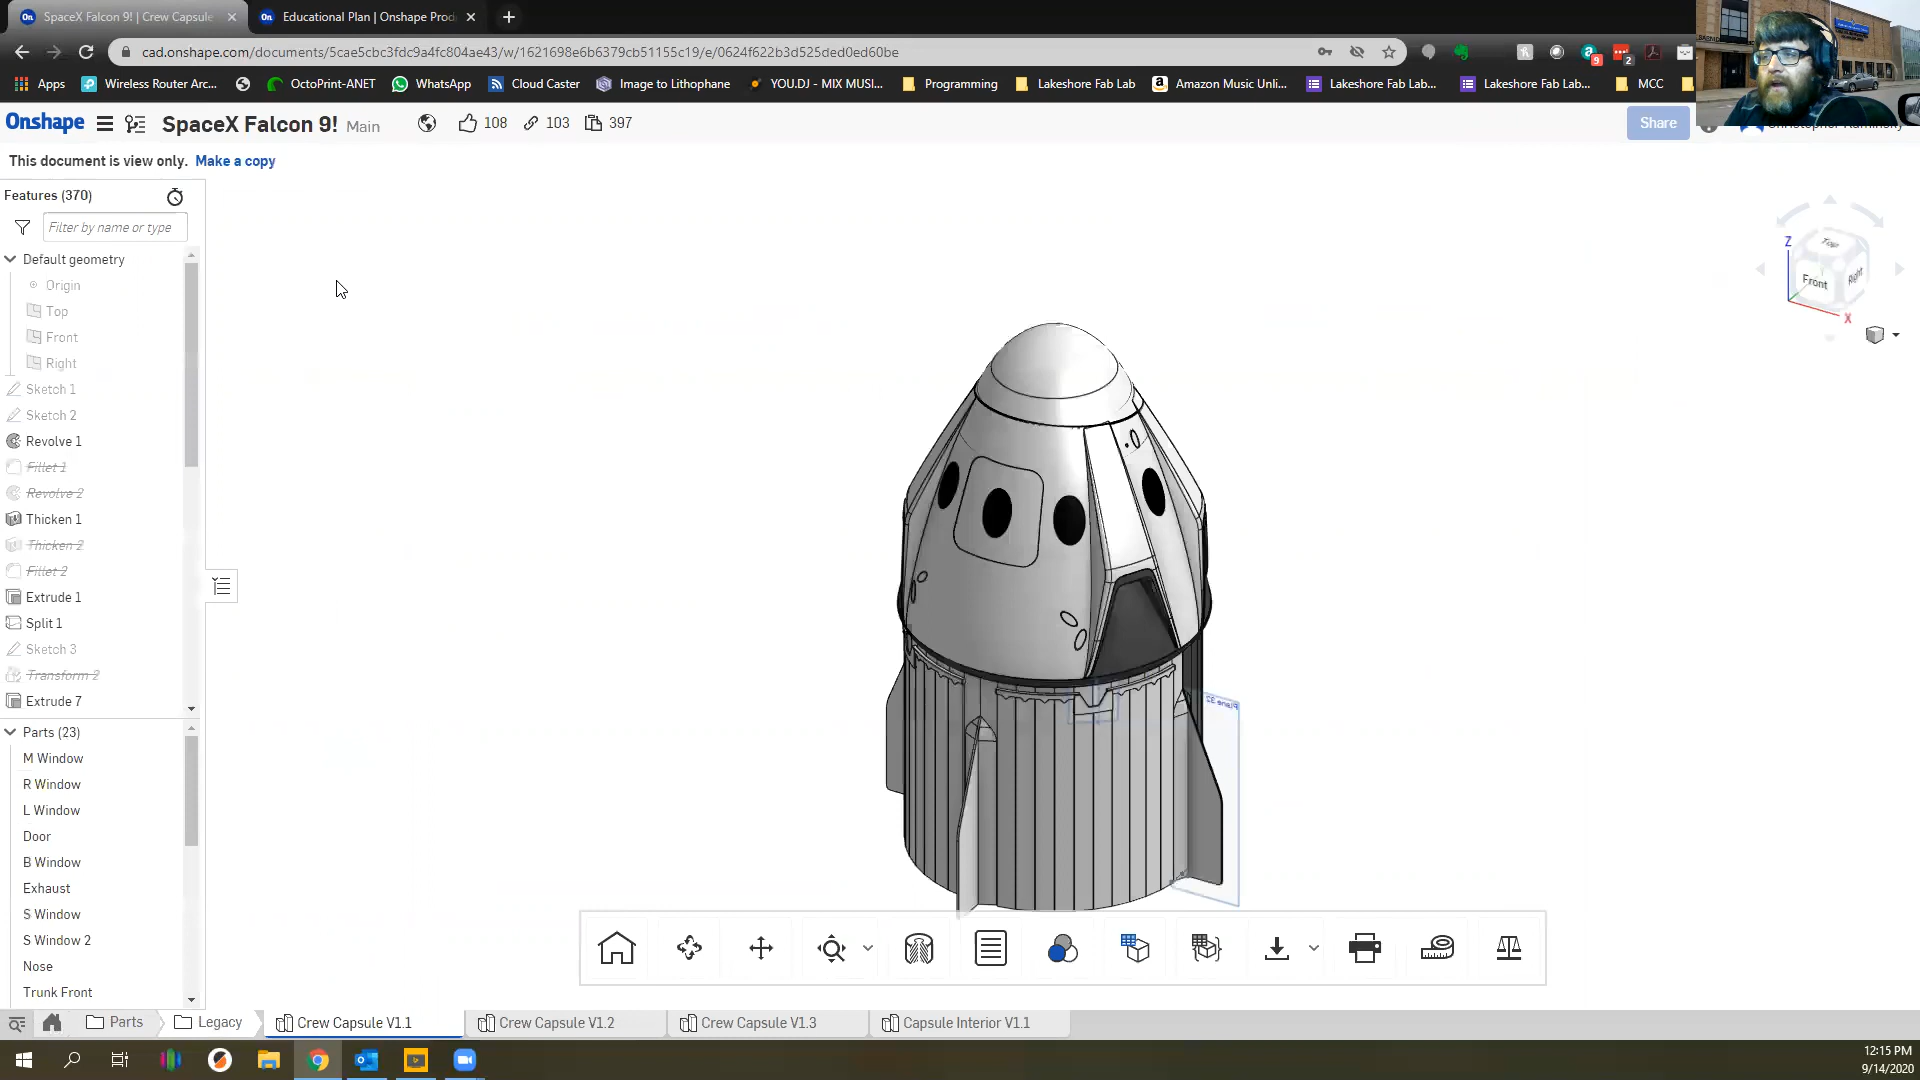 SpaceX Falcon 9! | Crew Capsule
Educational Plan | Onshape Prod
cad.onshape.com/documents/5cae5cbc3fdc9a4fc804ae43/w/1621698e6b6379cb51155c19/e/0624f622b3d525ded0ed60be
Apps
Wireless Router Arc...
OctoPrint-ANET
WhatsApp
Cloud Caster
Image to Lithophane
YOU.DJ - MIX MUSI...
Programming
Lakeshore Fab Lab
Amazon Music Unli...
Lakeshore Fab Lab...
Lakeshore Fab Lab...
MCC
9
2
Onshape
SpaceX Falcon 9! Main
108
103
397
Share
This document is view only. Make a copy
Features (370)
Filter by name or type
Default geometry
Origin
Top
Front
Right
Sketch 1
Sketch 2
Revolve 1
Fillet 1
Revolve 2
Thicken 1
Thicken 2
Fillet 2
Extrude 1
Split 1
Sketch 3
Transform 2
Extrude 7
Parts (23)
M Window
R Window
L Window
Door
B Window
Exhaust
S Window
S Window 2
Nose
Trunk Front
Z
Top
Front
Right
X
Plane 32
Parts
Legacy
Crew Capsule V1.1
Crew Capsule V1.2
Crew Capsule V1.3
Capsule Interior V1.1
12:15 PM
9/14/2020